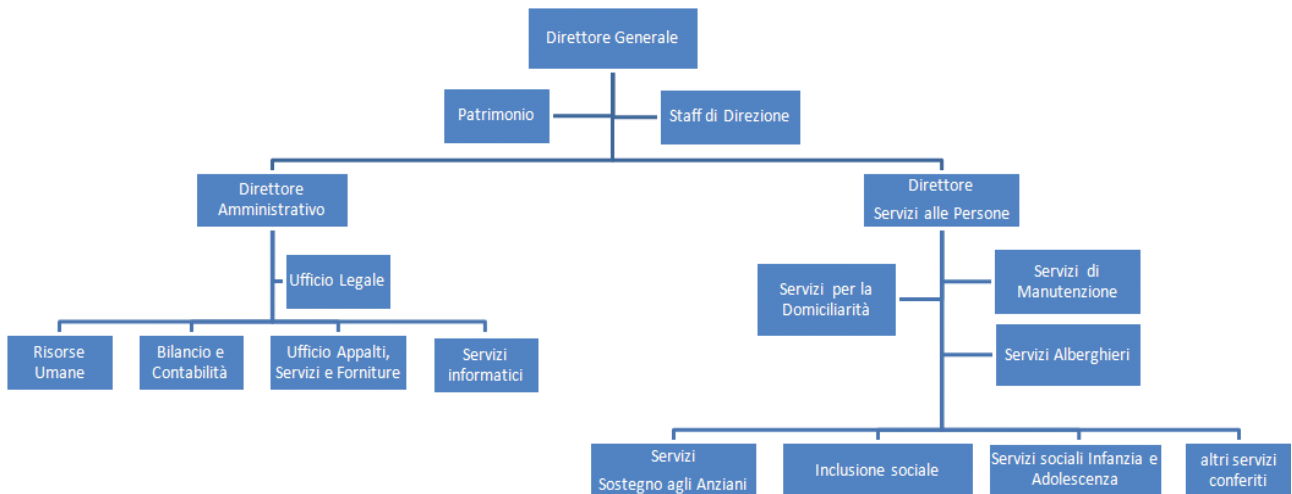 Direttore Generale
Patrimonio
Staff di Direzione
Direttore
Amministrativo
Direttore
Servizi alle Persone
Ufficio Legale
Servizi per la
Domiciliarità
Servizi di
Manutenzione
Servizi Alberghieri
Risorse
Umane
Bilancio e
Contabilità
Ufficio Appalti,
Servizi e Forniture
Servizi
informatici
Servizi
Sostegno agli Anziani
Inclusione sociale
Servizi sociali Infanzia e
Adolescenza
altri servizi
conferiti